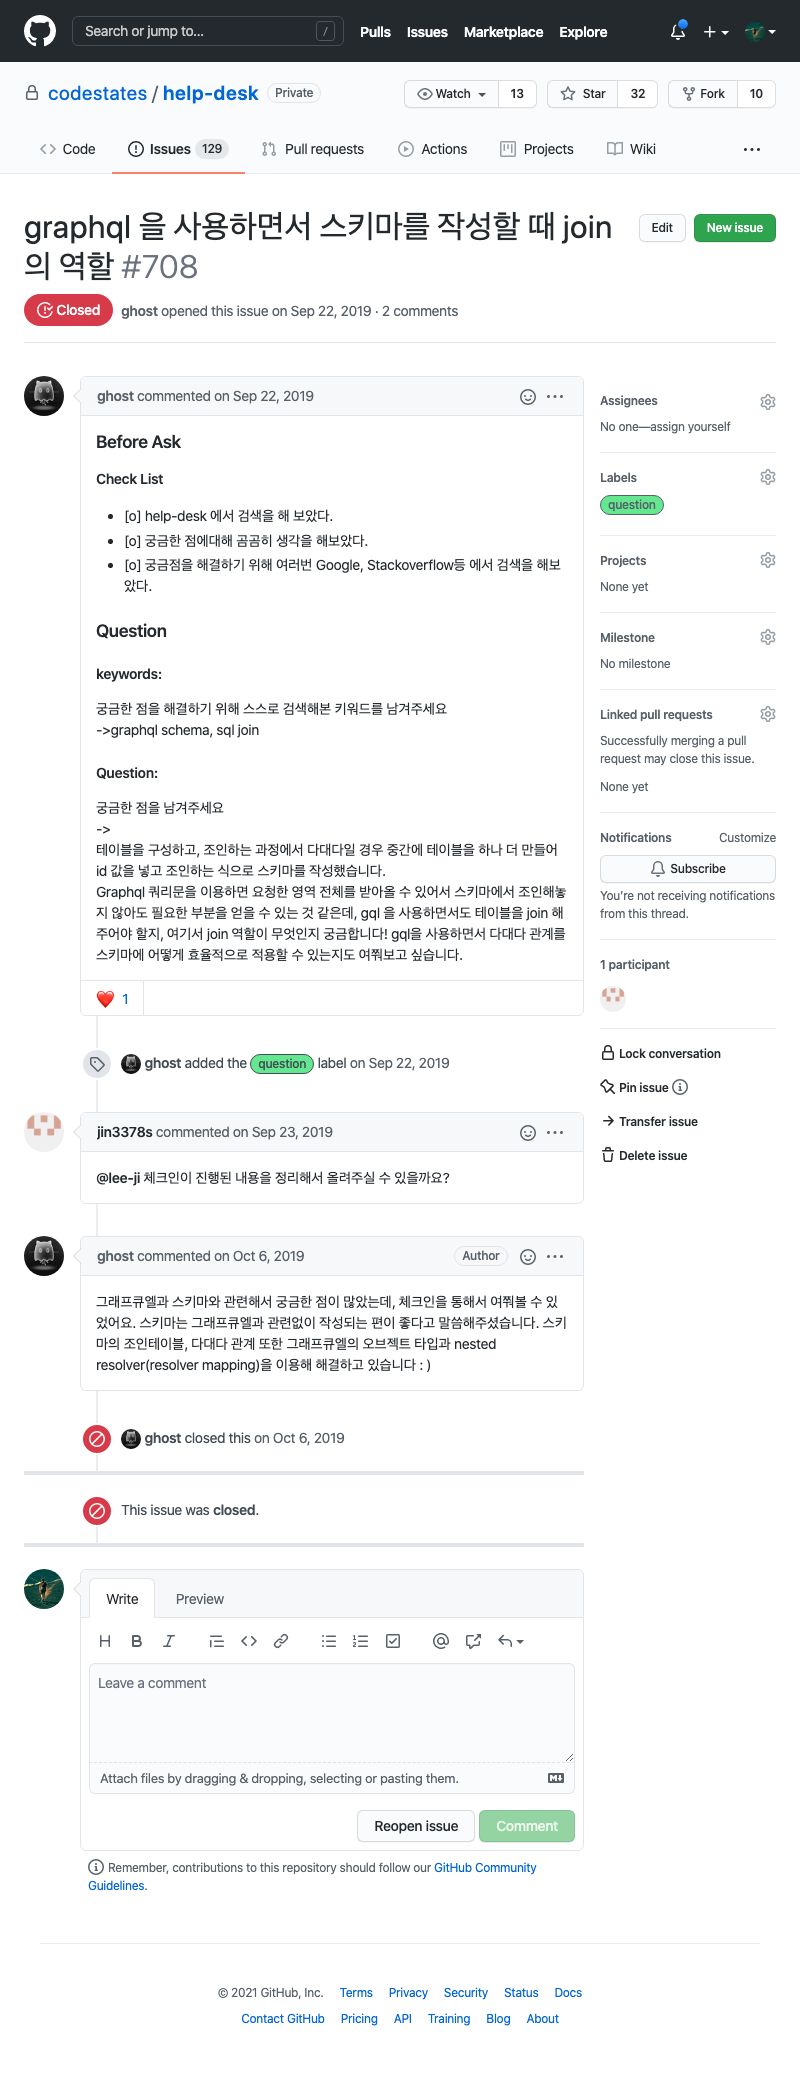 Search or jump to... /
Pulls Issues Marketplace Explore
codestates / help-desk Private
Watch 13 Star 32 Fork 10
Code Issues 129 Pull requests Actions Projects Wiki
graphql 을 사용하면서 스키마를 작성할 때 join
의 역할 #708
Edit New issue
Closed ghost opened this issue on Sep 22, 2019 · 2 comments
ghost commented on Sep 22, 2019
Before Ask
Check List
[o] help-desk 에서 검색을 해 보았다.
[o] 궁금한 점에대해 곰곰히 생각을 해보았다.
[o] 궁금점을 해결하기 위해 여러번 Google, Stackoverflow등 에서 검색을 해보
았다.
Question
keywords:
궁금한 점을 해결하기 위해 스스로 검색해본 키워드를 남겨주세요
->graphql schema, sql join
Question:
궁금한 점을 남겨주세요
->
테이블을 구성하고, 조인하는 과정에서 다대다일 경우 중간에 테이블을 하나 더 만들어
id 값을 넣고 조인하는 식으로 스키마를 작성했습니다.
Graphql 쿼리문을 이용하면 요청한 영역 전체를 받아올 수 있어서 스키마에서 조인해놓
지 않아도 필요한 부분을 얻을 수 있는 것 같은데, gql 을 사용하면서도 테이블을 join 해
주어야 할지, 여기서 join 역할이 무엇인지 궁금합니다! gql을 사용하면서 다대다 관계를
스키마에 어떻게 효율적으로 적용할 수 있는지도 여쭤보고 싶습니다.
1
ghost added the question label on Sep 22, 2019
jin3378s commented on Sep 23, 2019
@lee-ji 체크인이 진행된 내용을 정리해서 올려주실 수 있을까요?
ghost commented on Oct 6, 2019 Author
그래프큐엘과 스키마와 관련해서 궁금한 점이 많았는데, 체크인을 통해서 여쭤볼 수 있
었어요. 스키마는 그래프큐엘과 관련없이 작성되는 편이 좋다고 말씀해주셨습니다. 스키
마의 조인테이블, 다대다 관계 또한 그래프큐엘의 오브젝트 타입과 nested
resolver(resolver mapping)을 이용해 해결하고 있습니다 : )
ghost closed this on Oct 6, 2019
This issue was closed.
Write Preview
H B I
Leave a comment
Attach files by dragging & dropping, selecting or pasting them.
Reopen issue Comment
Remember, contributions to this repository should follow our GitHub Community
Guidelines.
Assignees
No one—assign yourself
Labels
question
Projects
None yet
Milestone
No milestone
Linked pull requests
Successfully merging a pull
request may close this issue.
None yet
Notifications Customize
Subscribe
You're not receiving notifications
from this thread.
1 participant
Lock conversation
Pin issue
Transfer issue
Delete issue
© 2021 GitHub, Inc. Terms Privacy Security Status Docs
Contact GitHub Pricing API Training Blog About